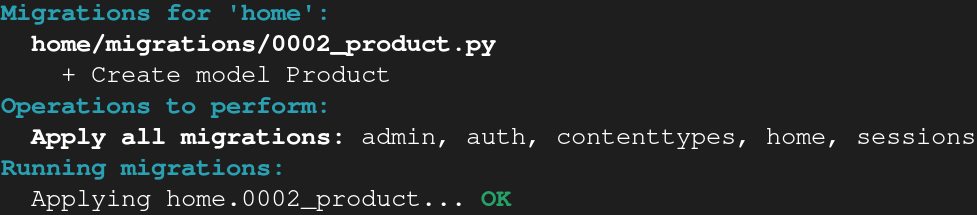 Migrations for 'home':
  home/migrations/0002_product.py
    + Create model Product
Operations to perform:
  Apply all migrations: admin, auth, contenttypes, home, sessions
Running migrations:
  Applying home.0002_product... OK